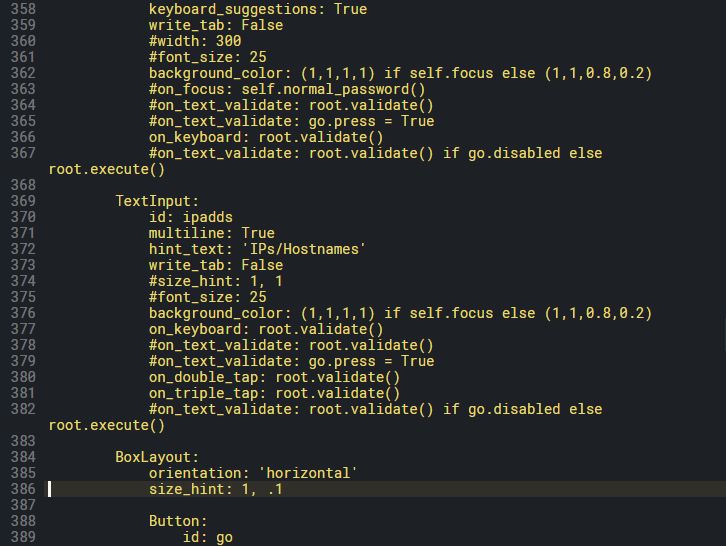 358 keyboard_suggestions: True
359 write_tab: False
360 #width: 300
361 #font_size: 25
362 background_color: (1,1,1,1) if self.focus else (1,1,0.8,0.2)
363 #on_focus: self.normal_password()
364 #on_text_validate: root.validate()
365 #on_text_validate: go.press = True
366 on_keyboard: root.validate()
367 #on_text_validate: root.validate() if go.disabled else
root.execute()
368
369 TextInput:
370 id: ipadds
371 multiline: True
372 hint_text: 'IPs/Hostnames'
373 write_tab: False
374 #size_hint: 1, 1
375 #font_size: 25
376 background_color: (1,1,1,1) if self.focus else (1,1,0.8,0.2)
377 on_keyboard: root.validate()
378 #on_text_validate: root.validate()
379 #on_text_validate: go.press = True
380 on_double_tap: root.validate()
381 on_triple_tap: root.validate()
382 #on_text_validate: root.validate() if go.disabled else
root.execute()
383
384 BoxLayout:
385 orientation: 'horizontal'
386 size_hint: 1, .1
387
388 Button:
389 id: go